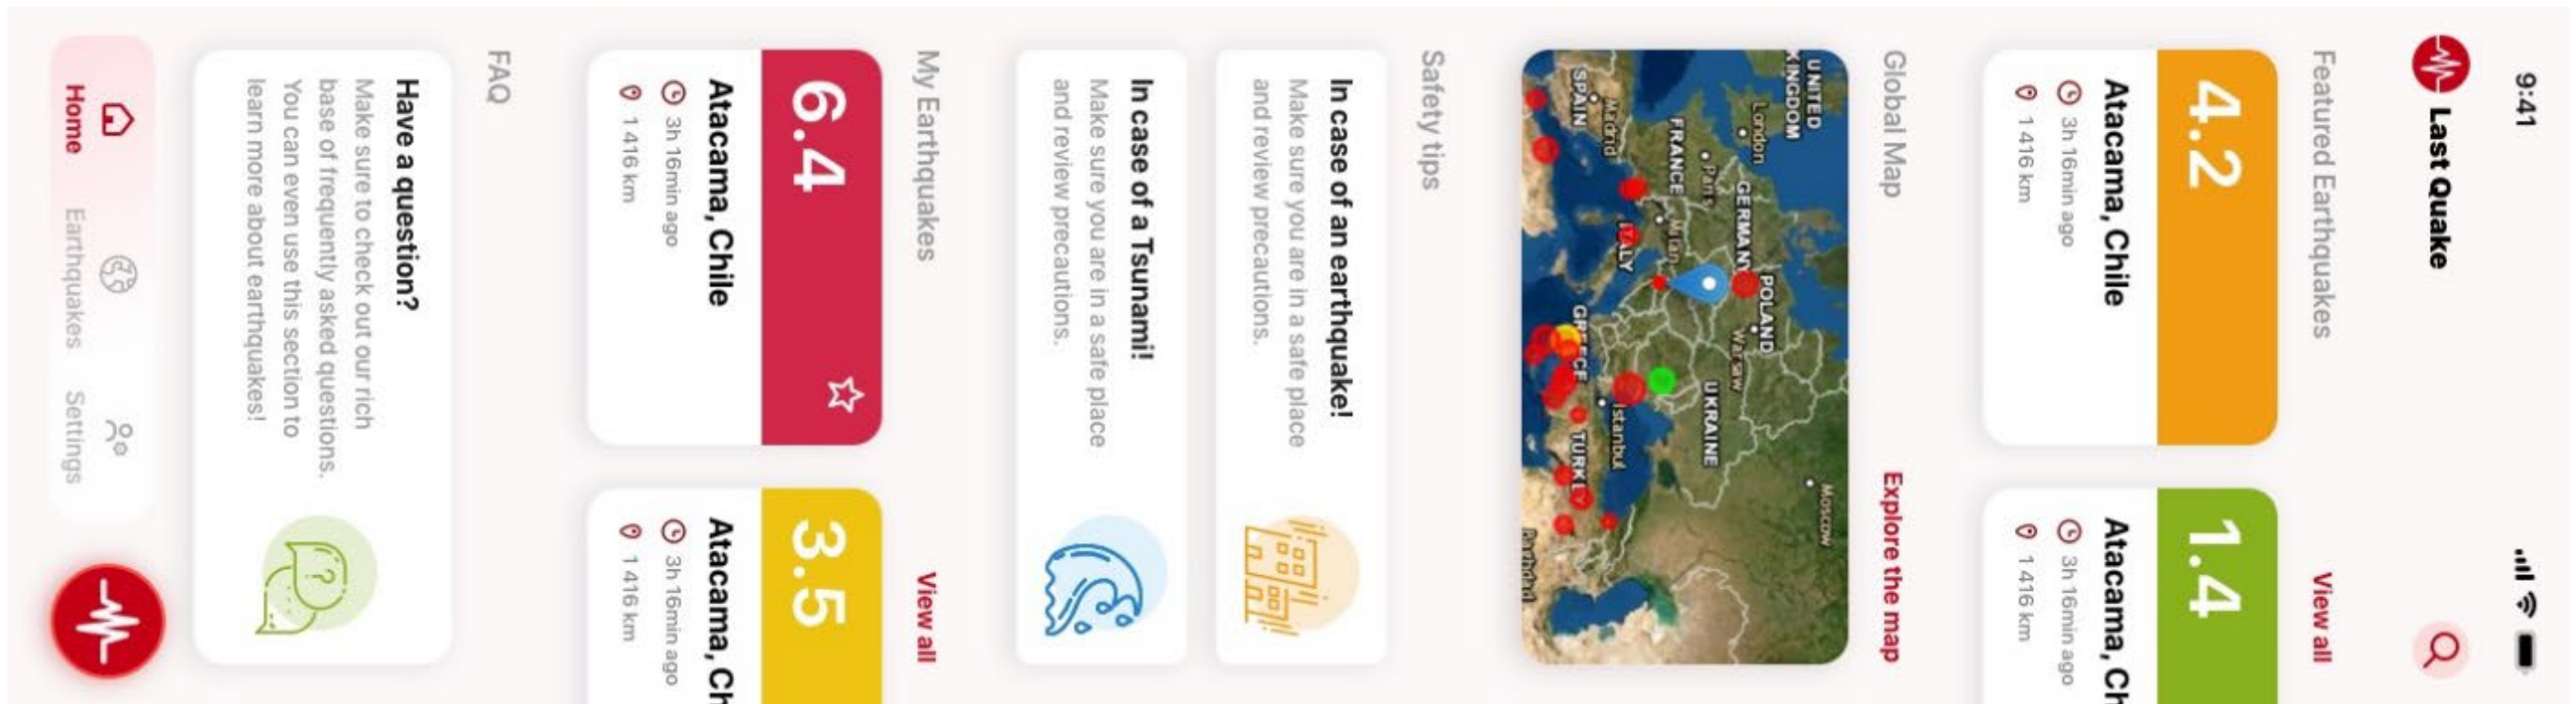 9:41
Last Quake
Featured Earthquakes
View all
4.2
Atacama, Chile
3h 16min ago
1 416 km
1.4
Atacama, Ch
3h 16min ago
1 416 km
Global Map
Explore the map
UNITED
KINGDOM
London
Paris
FRANCE
GERMANY
POLAND
Warsaw
UKRAINE
Moscow
Milan
Madrid
SPAIN
ITALY
GREECE
Istanbul
TURKEY
Safety tips
In case of an earthquake!
Make sure you are in a safe place
and review precautions.
In case of a Tsunami!
Make sure you are in a safe place
and review precautions.
My Earthquakes
View all
6.4
Atacama, Chile
3h 16min ago
1 416 km
3.5
Atacama, Ch
3h 16min ago
1 416 km
FAQ
Have a question?
Make sure to check out our rich
base of frequently asked questions.
You can even use this section to
learn more about earthquakes!
?
Home
Earthquakes
Settings